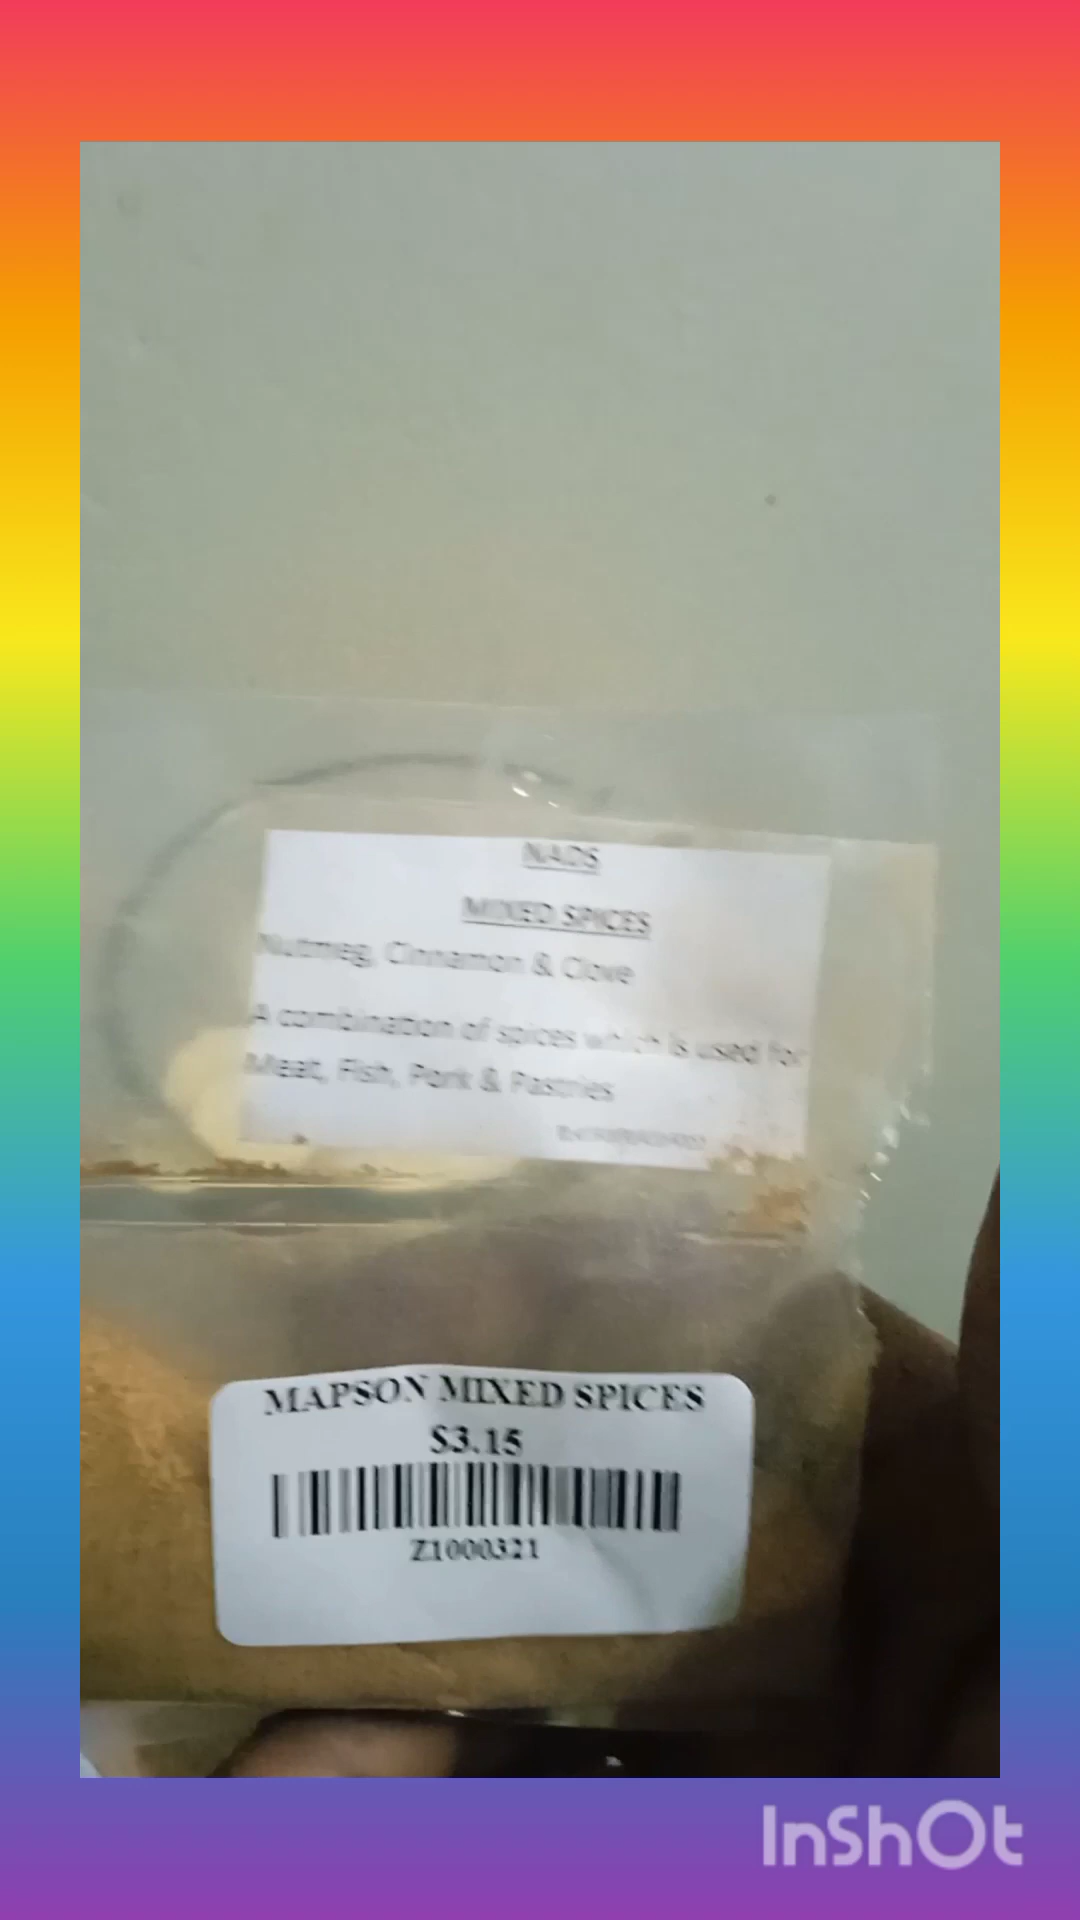 NADS
MIXED SPICES
Nutmeg, Cinnamon & Clove
A combination of spices which is used for
Meat, Fish, Pork & Pastries
MAPSON MIXED SPICES
$3.15
Z1000321
InShOt